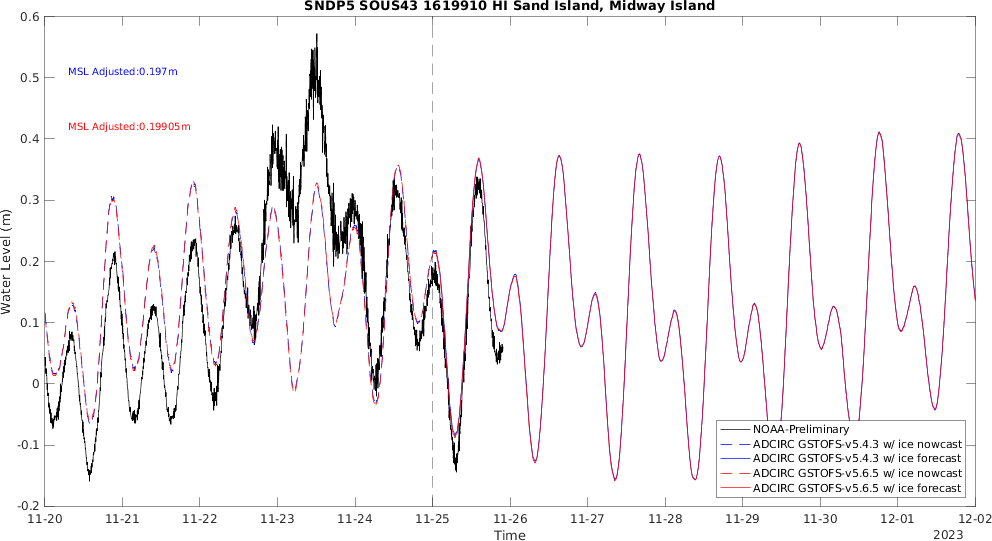 SNDP5 SOUS43 1619910 HI Sand Island, Midway Island
0.6
0.5
0.4
0.3
0.2
0.1
0
-0.1
-0.2
Water Level (m)
MSL Adjusted:0.197m
MSL Adjusted:0.19905m
NOAA-Preliminary
ADCIRC GSTOFS-v5.4.3 w/ ice nowcast
ADCIRC GSTOFS-v5.4.3 w/ ice forecast
ADCIRC GSTOFS-v5.6.5 w/ ice nowcast
ADCIRC GSTOFS-v5.6.5 w/ ice forecast
11-20 11-21 11-22 11-23 11-24 11-25 11-26 11-27 11-28 11-29 11-30 12-01 12-02
Time
2023